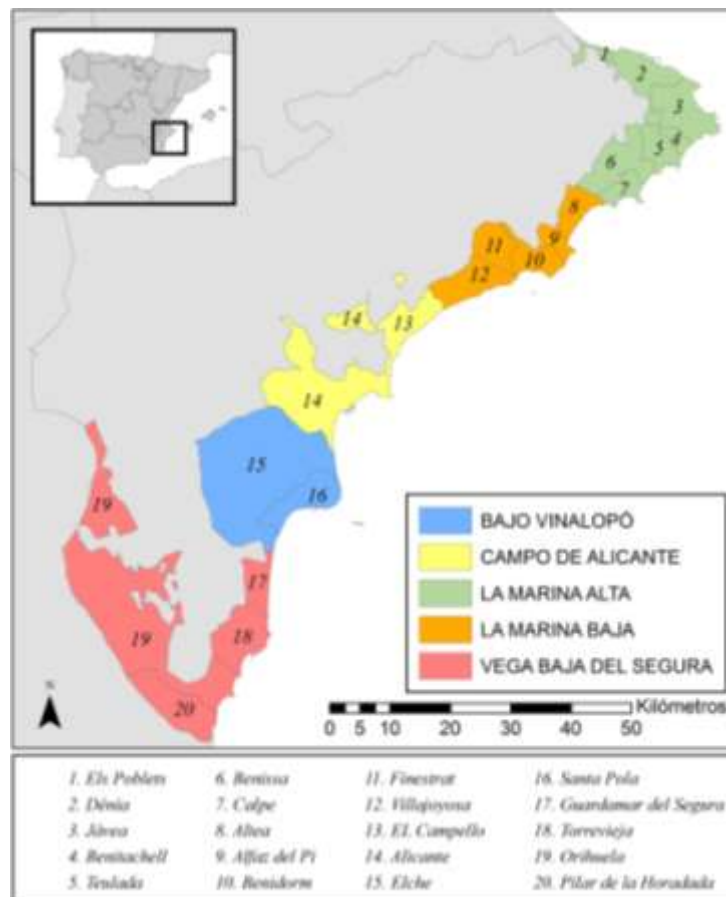 1
2
3
4
5
6
7
8
9
10
11
12
13
14
14
15
16
17
18
19
19
20
N
BAJO VINALOPÓ
CAMPO DE ALICANTE
LA MARINA ALTA
LA MARINA BAJA
VEGA BAJA DEL SEGURA
Kilómetros
0 5 10 20 30 40 50
1. Els Poblets 6. Benissa 11. Finestrat 16. Santa Pola
2. Dénia 7. Calpe 12. Villajoyosa 17. Guardamar del Segura
3. Jávea 8. Altea 13. EL Campello 18. Torrevieja
4. Benitachell 9. Alfaz del Pi 14. Alicante 19. Orihuela
5. Teulada 10. Benidorm 15. Elche 20. Pilar de la Horadada